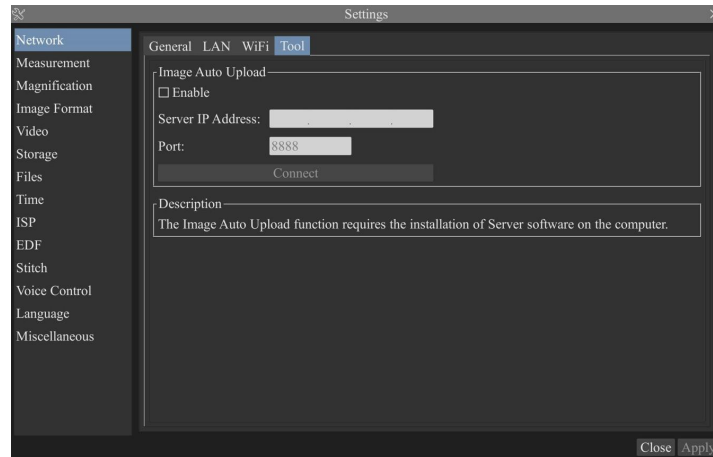 Settings
Network
Measurement
Magnification
Image Format
Video
Storage
Files
Time
ISP
EDF
Stitch
Voice Control
Language
Miscellaneous
General LAN WiFi Tool
Image Auto Upload
Enable
Server IP Address: . . .
Port: 8888
Connect
Description
The Image Auto Upload function requires the installation of Server software on the computer.
Close Apply